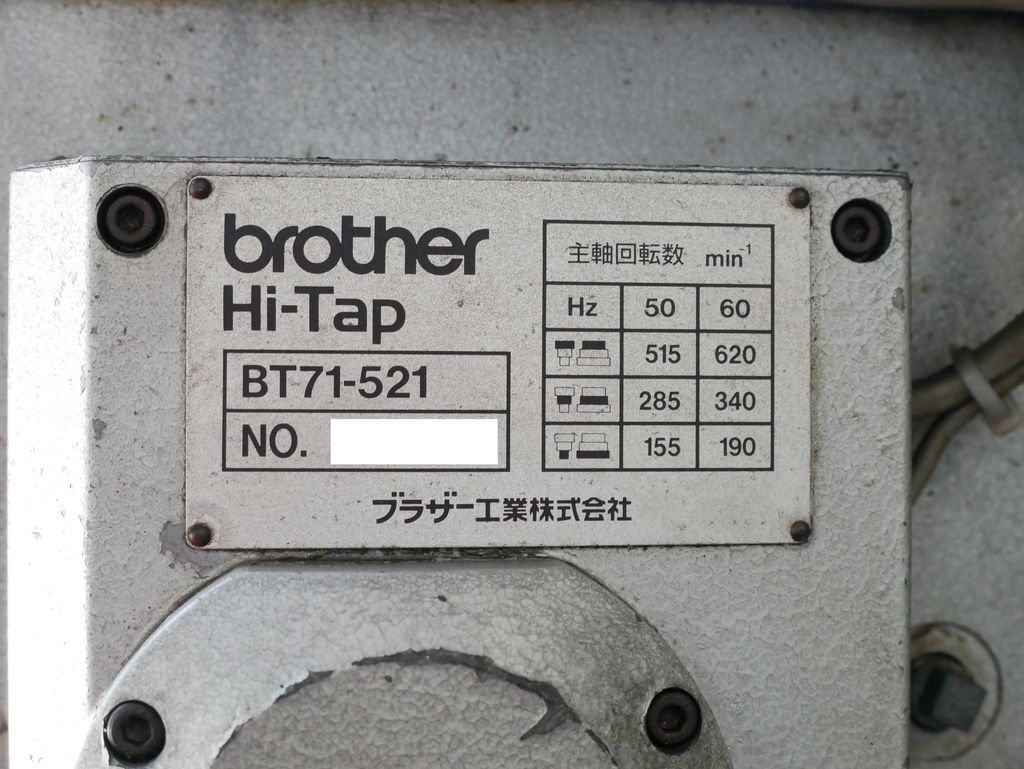 brother
Hi-Tap
BT71-521
NO.
主軸回転数 min⁻¹
Hz 50 60
515 620
285 340
155 190
ブラザー工業株式会社